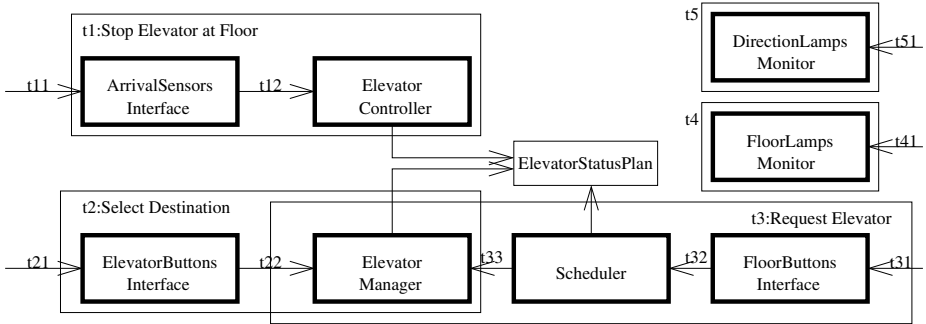 t1:Stop Elevator at Floor
t11
ArrivalSensors
Interface
t12
Elevator
Controller
t5
DirectionLamps
Monitor
t51
t4
FloorLamps
Monitor
t41
ElevatorStatusPlan
t2:Select Destination
t3:Request Elevator
t21
ElevatorButtons
Interface
t22
Elevator
Manager
t33
Scheduler
t32
FloorButtons
Interface
t31